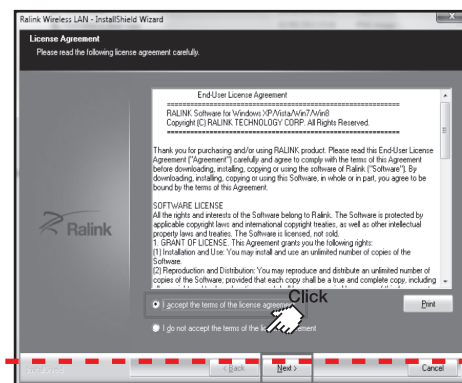 Ralink Wireless LAN - InstallShield Wizard
License Agreement
Please read the following license agreement carefully.
End-User License Agreement
RALINK Software for Windows XP/Vista/Win7/Win8
Copyright (C) RALINK TECHNOLOGY CORP. All Rights Reserved.
Thank you for purchasing and/or using RALINK product. Please read this End-User License
Agreement ("Agreement") carefully and agree to comply with the terms of this Agreement
before downloading, installing, copying or using the software of Ralink ("Software"). By
downloading, installing, copying or using this Software, in whole or in part, you agree to be
bound by the terms of this Agreement.
SOFTWARE LICENSE
All the rights and interests of the Software belong to Ralink. The Software is protected by
applicable copyright laws and international copyright treaties, as well as other intellectual
property laws and treaties. The Software is licensed, not sold.
1. GRANT OF LICENSE. This Agreement grants you the following rights:
(1) Installation and Use: You may install and use an unlimited number of copies of the
Software.
(2) Reproduction and Distribution: You may reproduce and distribute an unlimited number of
copies of the Software; provided that each copy shall be a true and complete copy, including
Ralink
I accept the terms of the license agreement
Click
Print
I do not accept the terms of the license agreement
InstallShield
< Back
Next >
Cancel